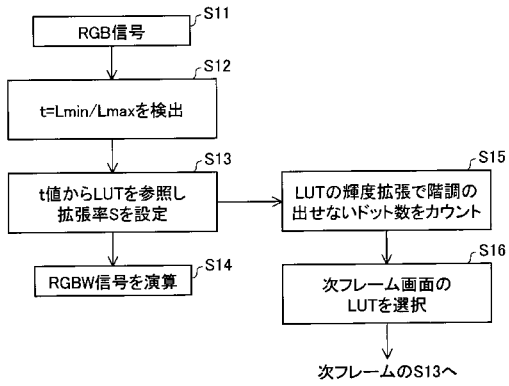 S11
RGB信号
S12
t=Lmin/Lmaxを検出
S13
t値からLUTを参照し
拡張率Sを設定
S14
RGBW信号を演算
S15
LUTの輝度拡張で階調の
出せないドット数をカウント
S16
次フレーム画面の
LUTを選択
次フレームのS13へ